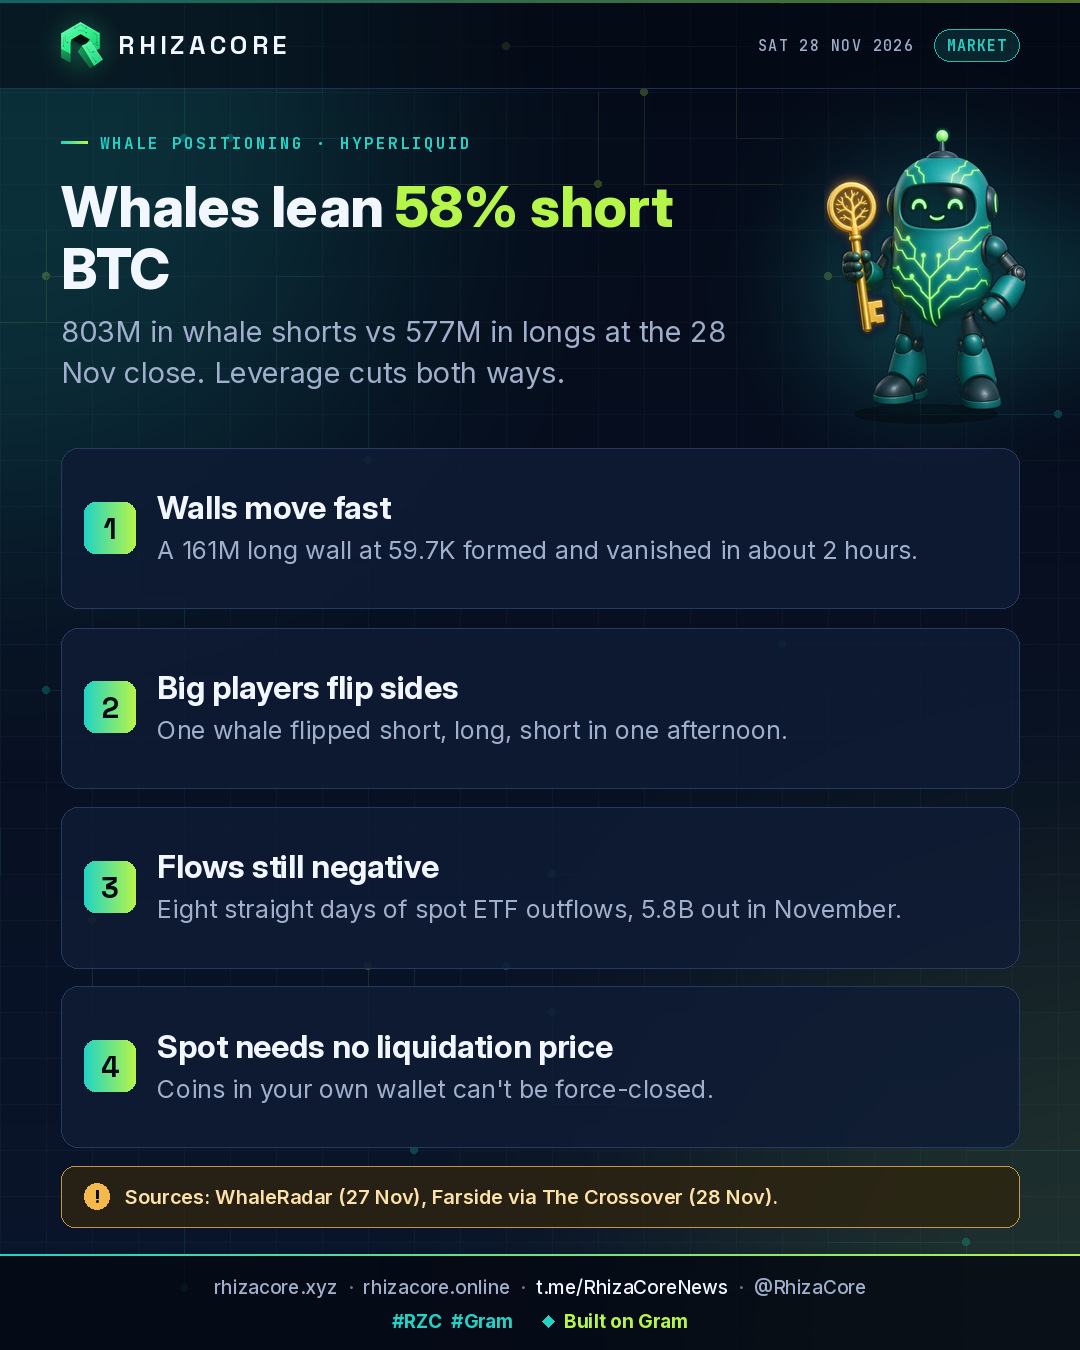 RHIZACORE
SAT 28 NOV 2026
MARKET
WHALE POSITIONING · HYPERLIQUID
Whales lean 58% short
BTC
803M in whale shorts vs 577M in longs at the 28
Nov close. Leverage cuts both ways.
1
Walls move fast
A 161M long wall at 59.7K formed and vanished in about 2 hours.
2
Big players flip sides
One whale flipped short, long, short in one afternoon.
3
Flows still negative
Eight straight days of spot ETF outflows, 5.8B out in November.
4
Spot needs no liquidation price
Coins in your own wallet can't be force-closed.
! Sources: WhaleRadar (27 Nov), Farside via The Crossover (28 Nov).
rhizacore.xyz · rhizacore.online · t.me/RhizaCoreNews · @RhizaCore
#RZC #Gram ◆ Built on Gram